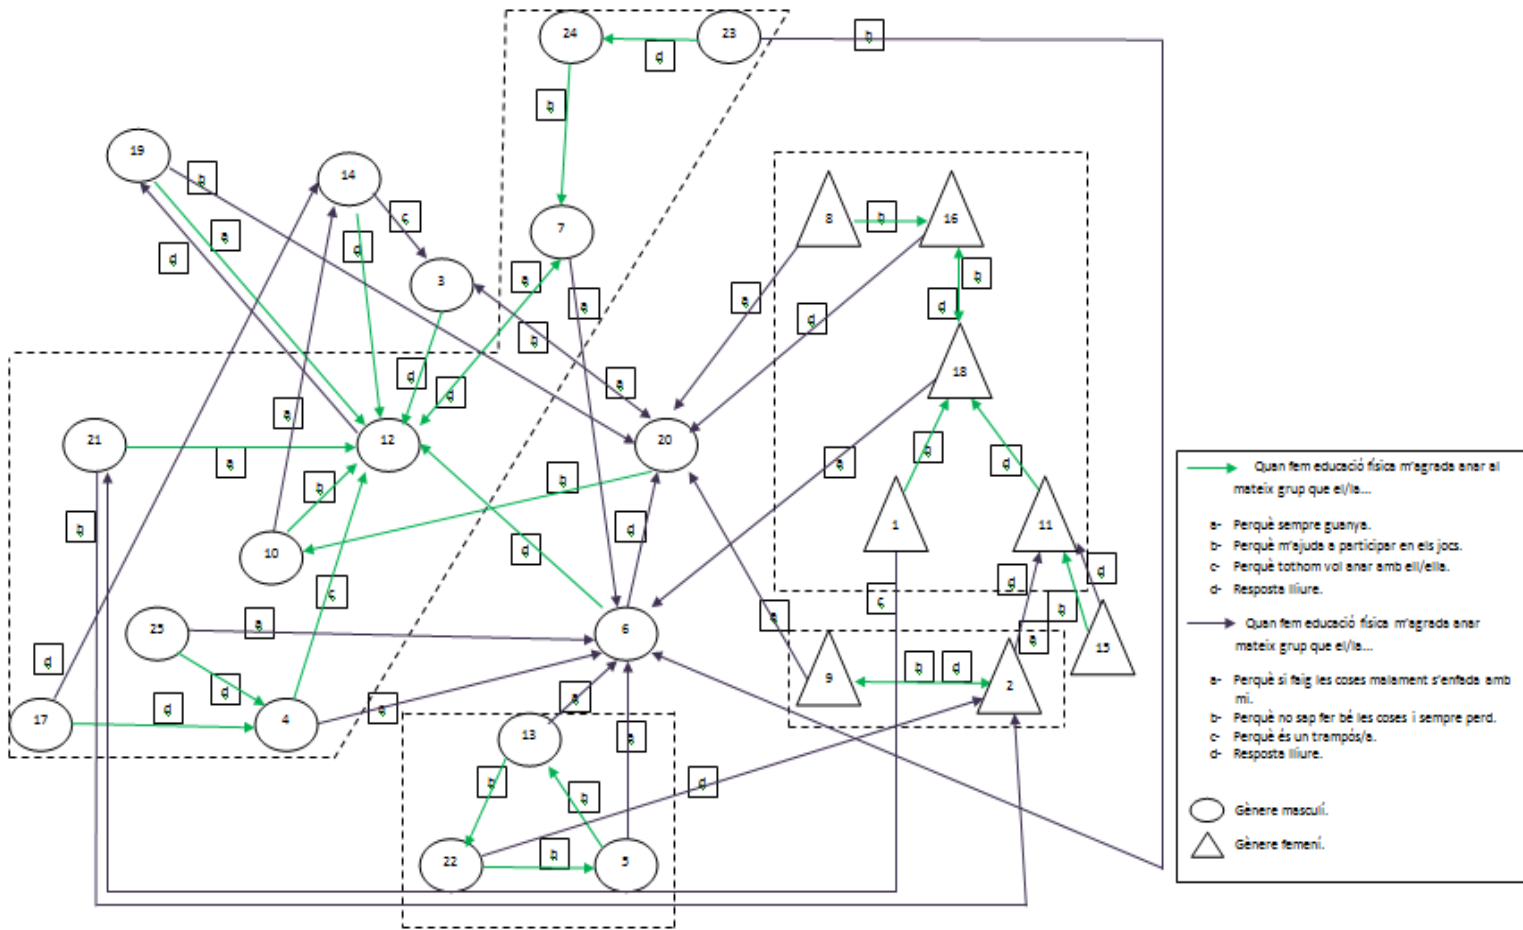 24
23
b
d
b
19
14
b
8
16
b
c
7
a
d
d
3
a
a
b
d
a
d
b
a
18
d
d
21
12
20
a
b
a
d
b
b
1
11
b
10
d
d
d
d
c
c
b
a
25
a
6
a
d
15
9
b
d
2
d
17
d
4
a
13
a
a
b
b
d
22
b
5
Quan fem educació física m'agrada anar al
mateix grup que el/la...
a- Perquè sempre guanya.
b- Perquè m'ajuda a participar en els jocs.
c- Perquè tothom vol anar amb ell/ella.
d- Resposta lliure.
Quan fem educació física m'agrada anar
mateix grup que el/la...
a- Perquè si faig les coses malament s'enfada amb
mi.
b- Perquè no sap fer bé les coses i sempre perd.
c- Perquè és un trampós/a.
d- Resposta lliure.
Gènere masculí.
Gènere femení.